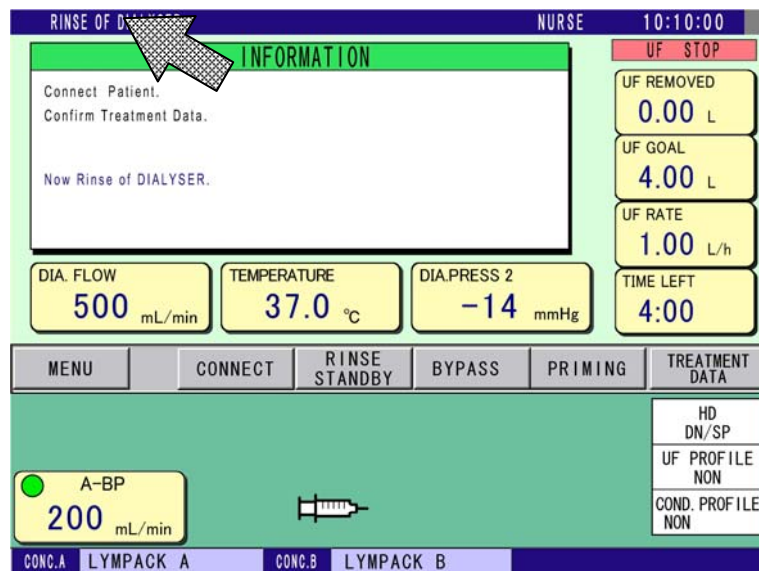 RINSE OF DIALYSER NURSE 10:10:00
INFORMATION
UF STOP
Connect Patient.
Confirm Treatment Data.
Now Rinse of DIALYSER.
UF REMOVED
0.00 L
UF GOAL
4.00 L
UF RATE
1.00 L/h
TIME LEFT
4:00
DIA. FLOW
500 mL/min
TEMPERATURE
37.0 ℃
DIA.PRESS 2
-14 mmHg
MENU
CONNECT
RINSE
STANDBY
BYPASS
PRIMING
TREATMENT
DATA
HD
DN/SP
UF PROFILE
NON
COND. PROFILE
NON
A-BP
200 mL/min
CONC.A LYMPACK A CONC.B LYMPACK B